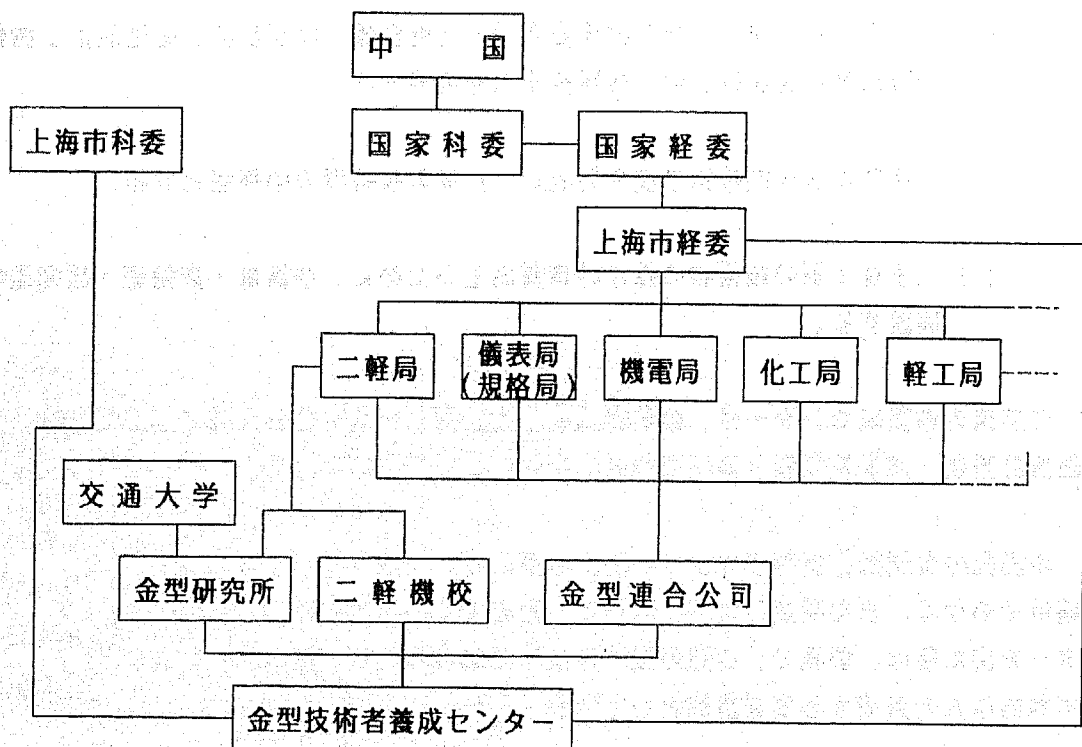 中国
上海市科委
国家科委
国家経委
上海市経委
二軽局
儀表局
(規格局)
機電局
化工局
軽工局
交通大学
金型研究所
二軽機校
金型連合公司
金型技術者養成センター